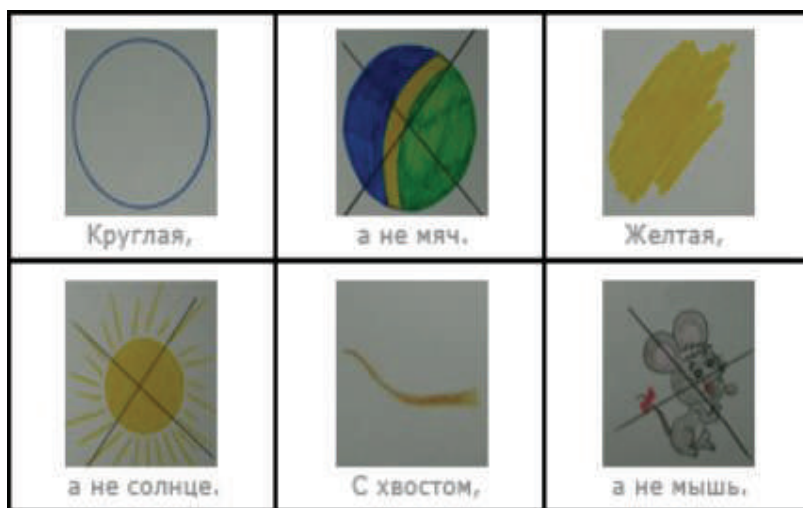 Круглая,
а не мяч.
Желтая,
а не солнце.
С хвостом,
а не мышь.